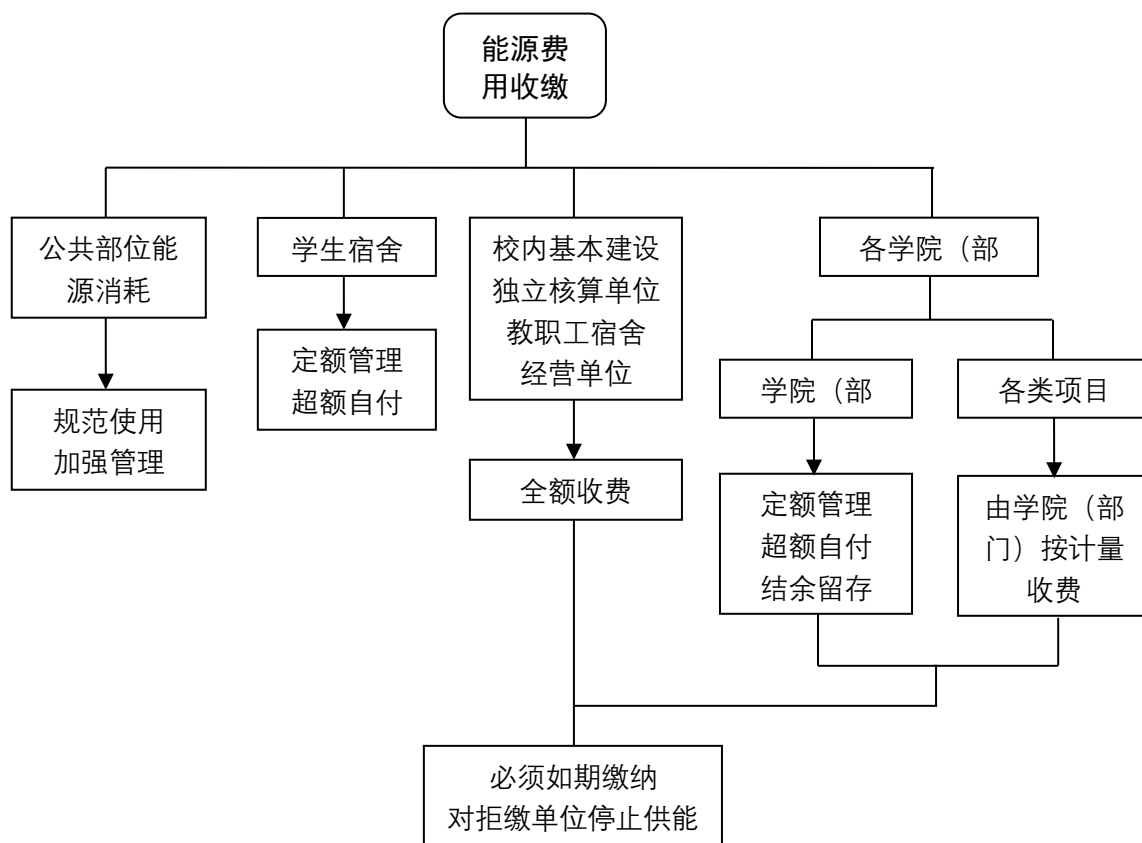 能源费
用收缴
公共部位能
源消耗
学生宿舍
校内基本建设
独立核算单位
教职工宿舍
经营单位
各学院（部
规范使用
加强管理
定额管理
超额自付
全额收费
学院（部
各类项目
定额管理
超额自付
结余留存
由学院（部
门）按计量
收费
必须如期缴纳
对拒缴单位停止供能